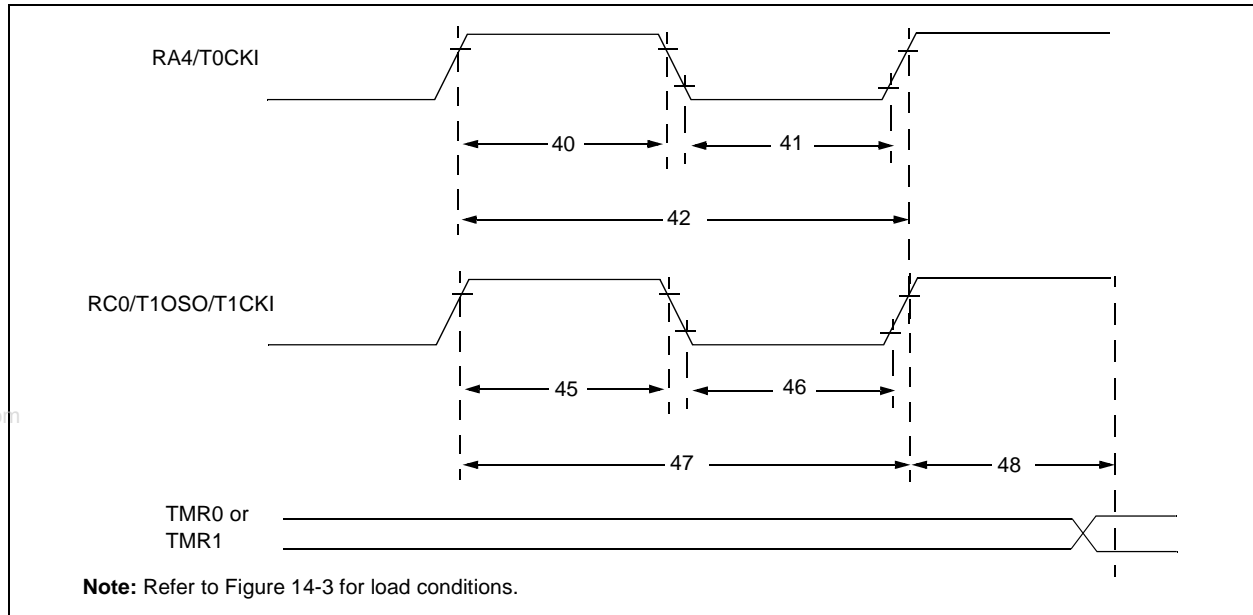 RA4/T0CKI
40
41
42
RC0/T1OSO/T1CKI
45
46
om
47
48
TMR0 or
TMR1
Note: Refer to Figure 14-3 for load conditions.